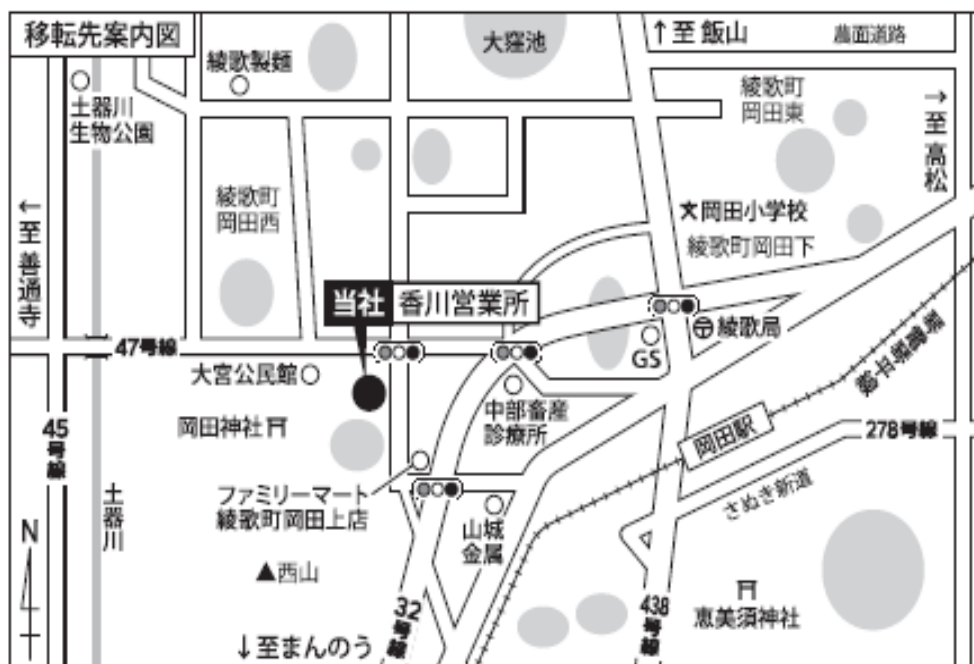 移転先案内図
↑至 飯山
農面道路
大窪池
綾歌製麺
土器川
生物公園
綾歌町
岡田東
→至 高松
綾歌町
岡田西
岡田小学校
綾歌町岡田下
←至 善通寺
当社 香川営業所
綾歌局
GS
47号線
大宮公民館
中部畜産
診療所
岡田神社
45号線
岡田駅
278号線
さぬき新道
ファミリーマート
綾歌町岡田上店
土器川
山城
金属
N
西山
32号線
438号線
恵美須神社
↓至まんのう